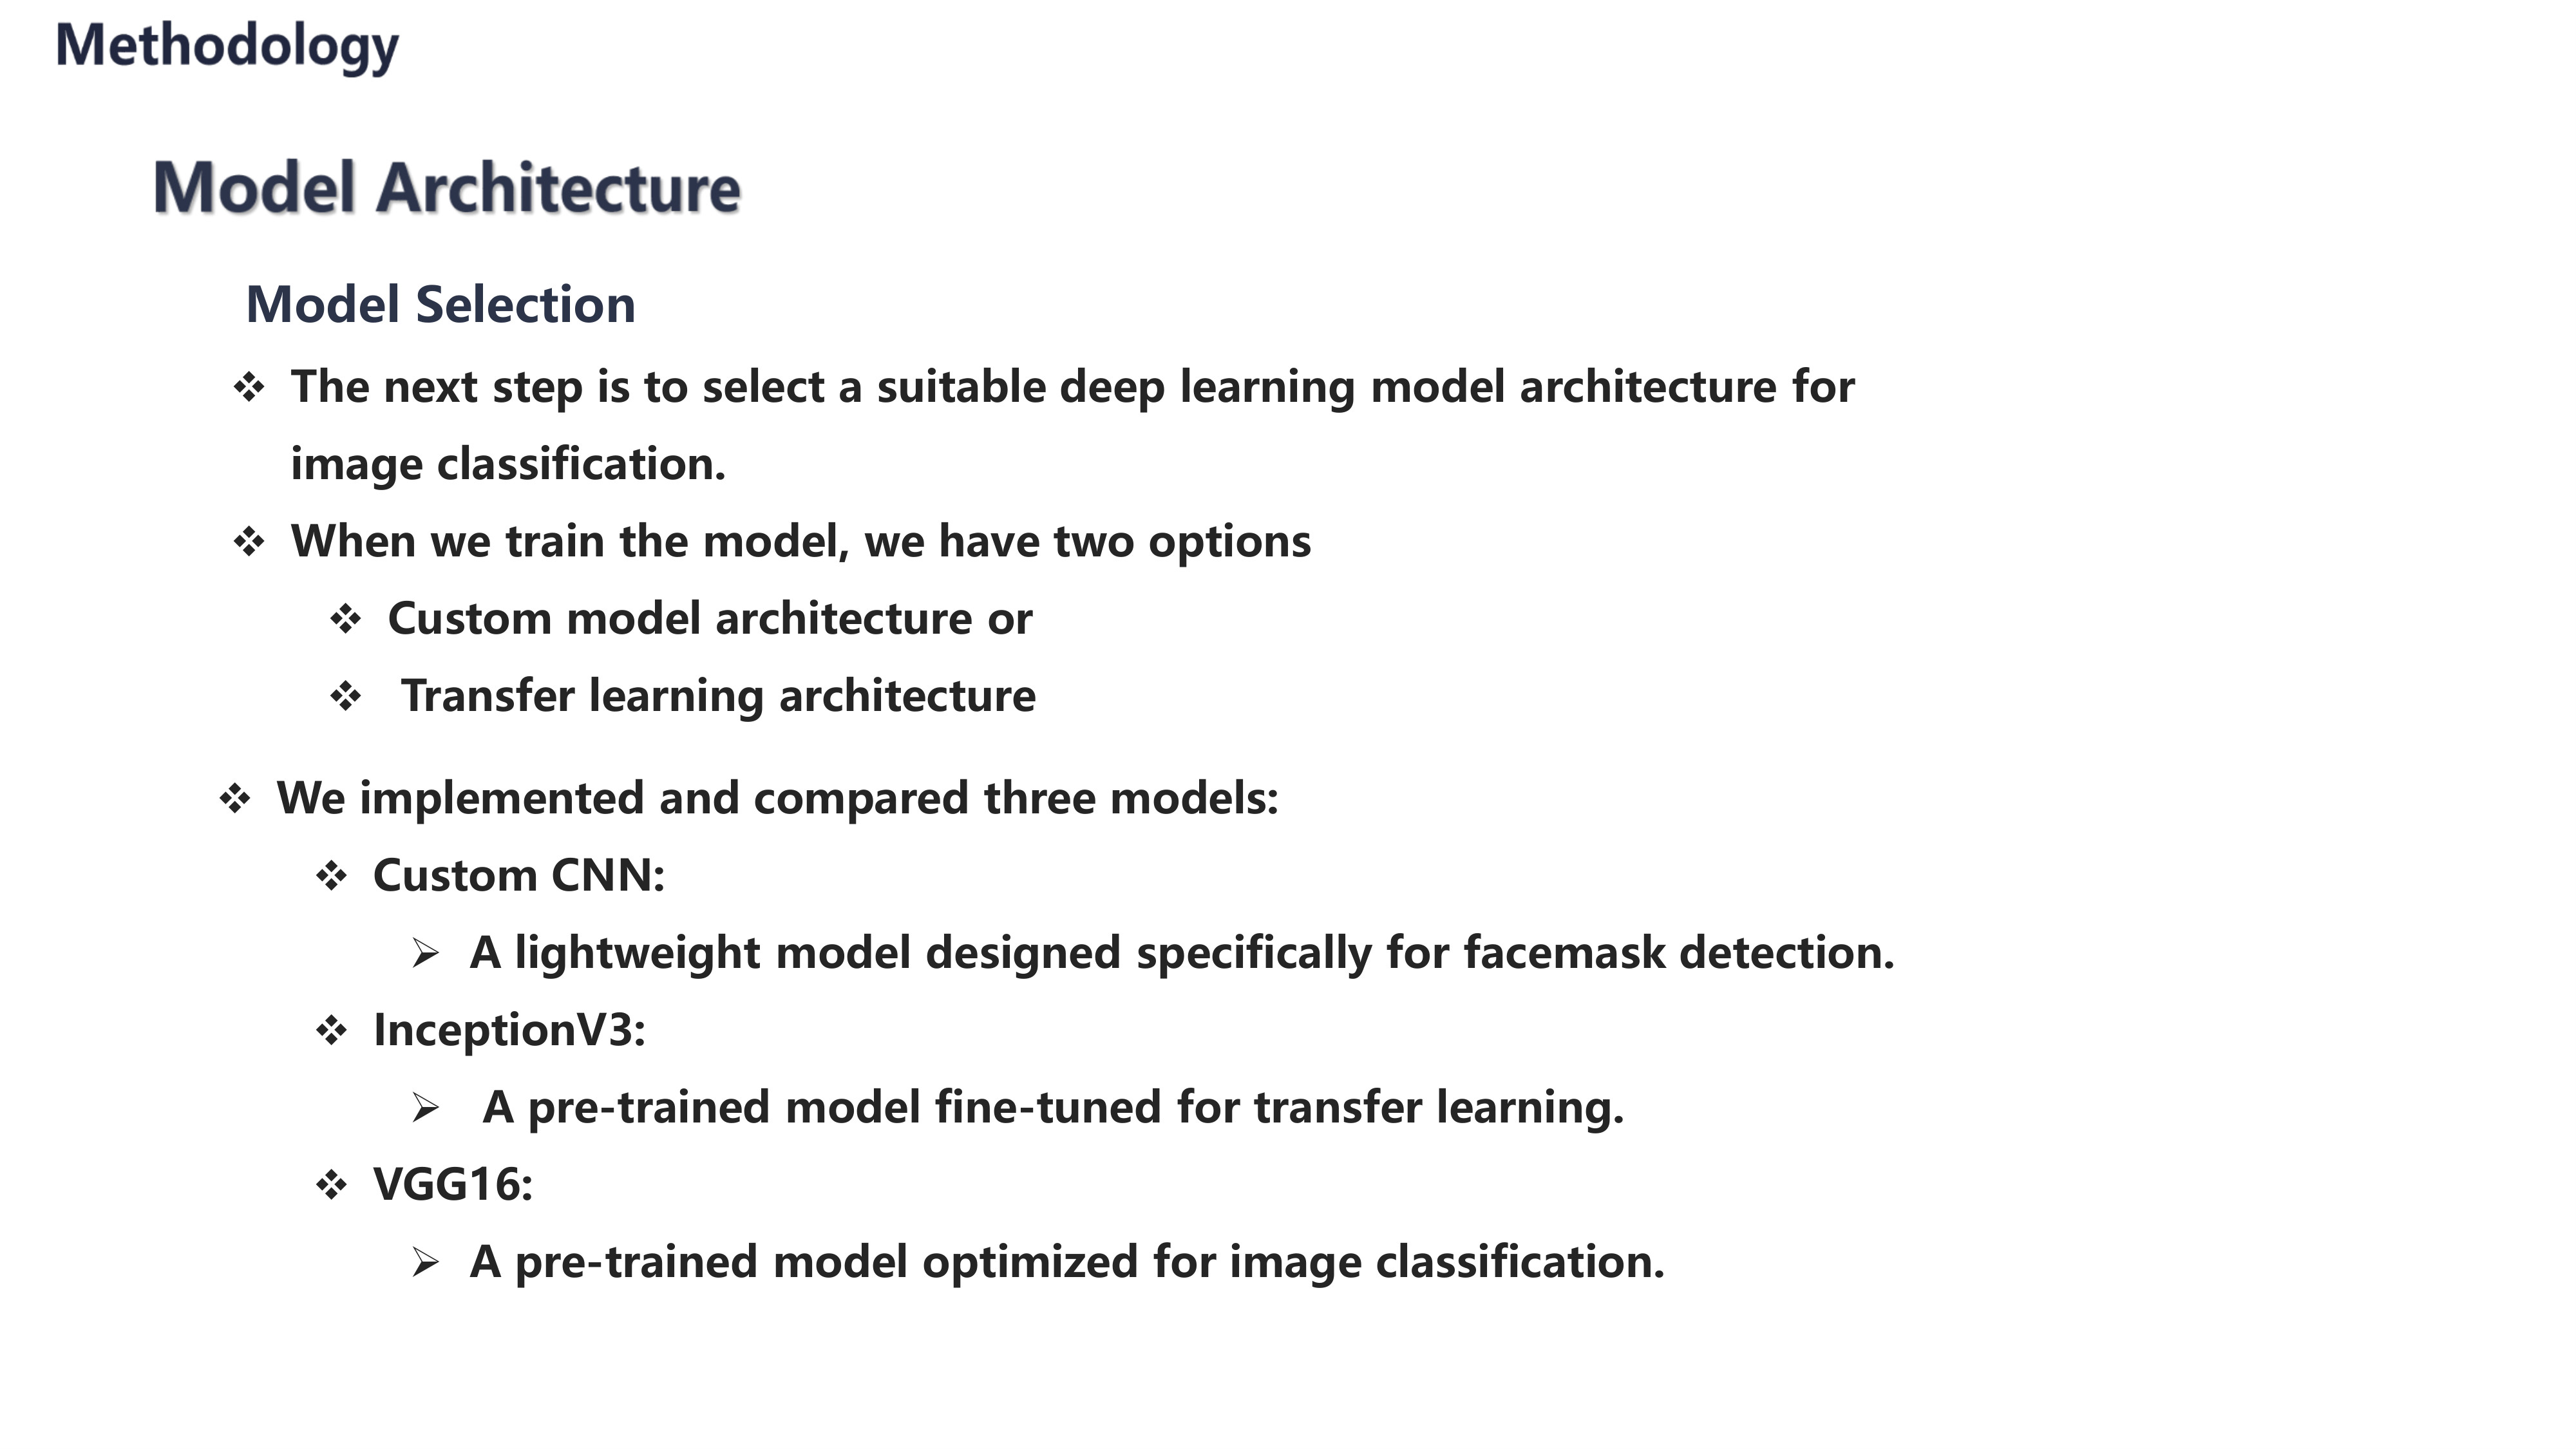 Methodology
Model Architecture
Model Selection
❖ The next step is to select a suitable deep learning model architecture for
image classification.
❖ When we train the model, we have two options
❖ Custom model architecture or
❖ Transfer learning architecture
❖ We implemented and compared three models:
❖ Custom CNN:
➢ A lightweight model designed specifically for facemask detection.
❖ InceptionV3:
➢ A pre-trained model fine-tuned for transfer learning.
❖ VGG16:
➢ A pre-trained model optimized for image classification.